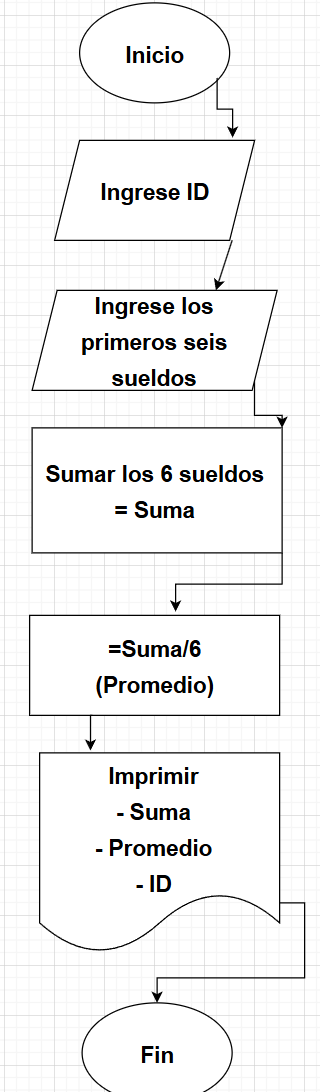 Inicio
Ingrese ID
Ingrese los
primeros seis
sueldos
Sumar los 6 sueldos
= Suma
=Suma/6
(Promedio)
Imprimir
- Suma
- Promedio
- ID
Fin